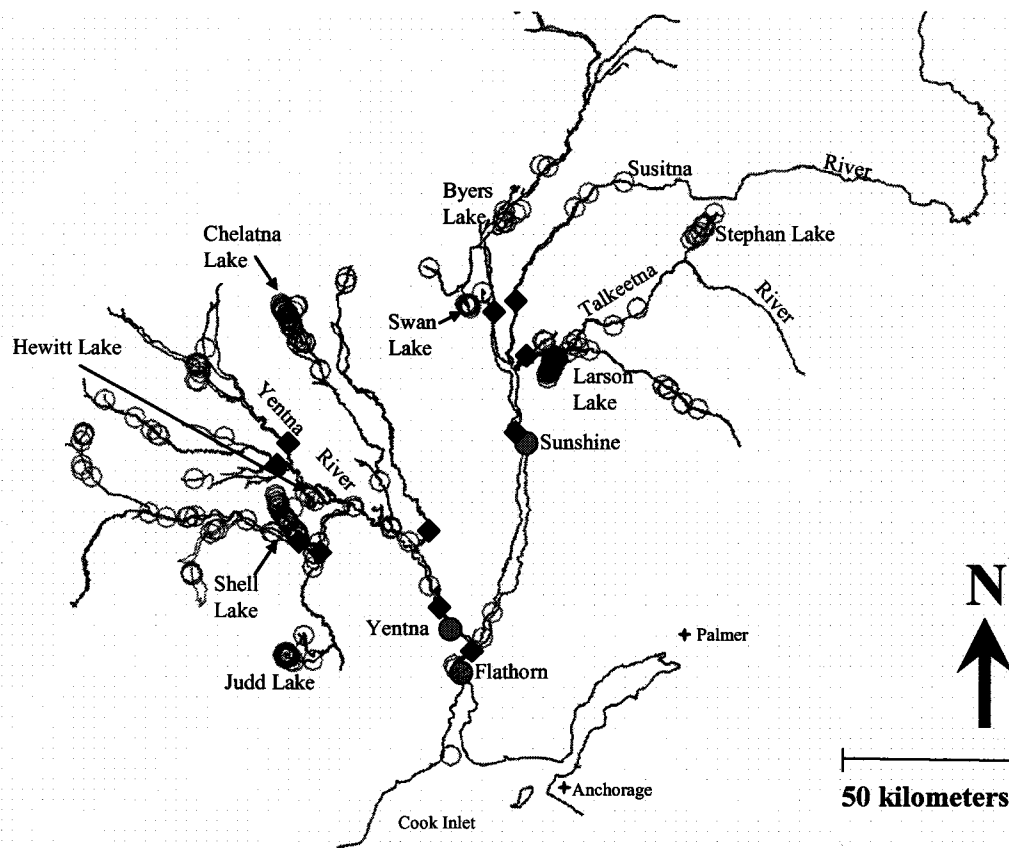 Susitna
River
Byers
Lake
Stephan Lake
Chelatna
Lake
Talkeetna
River
Swan
Lake
Hewitt Lake
Larson
Lake
Yentna
River
Sunshine
Shell
Lake
N
Yentna
Palmer
Judd Lake
Flathorn
Anchorage
50 kilometers
Cook Inlet